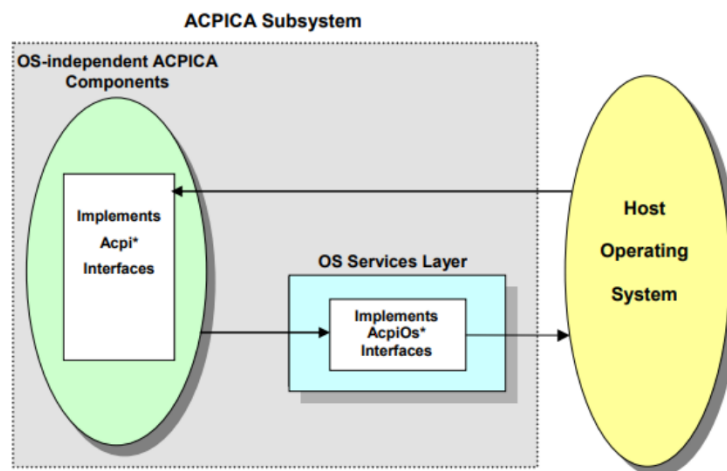 ACPICA Subsystem
OS-independent ACPICA
Components
Implements
Acpi*
Interfaces
OS Services Layer
Implements
AcpiOs*
Interfaces
Host
Operating
System